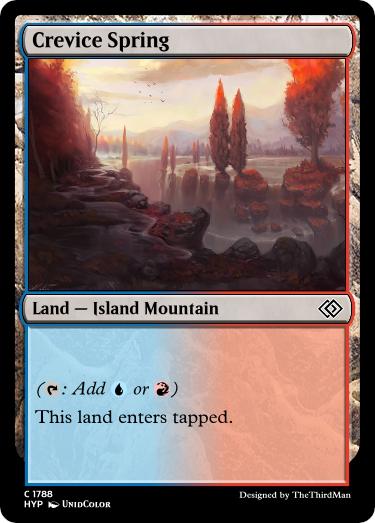 Crevice Spring
Land — Island Mountain
(: Add or )
This land enters tapped.
C 1788
HYP UnidColor
Designed by TheThirdMan